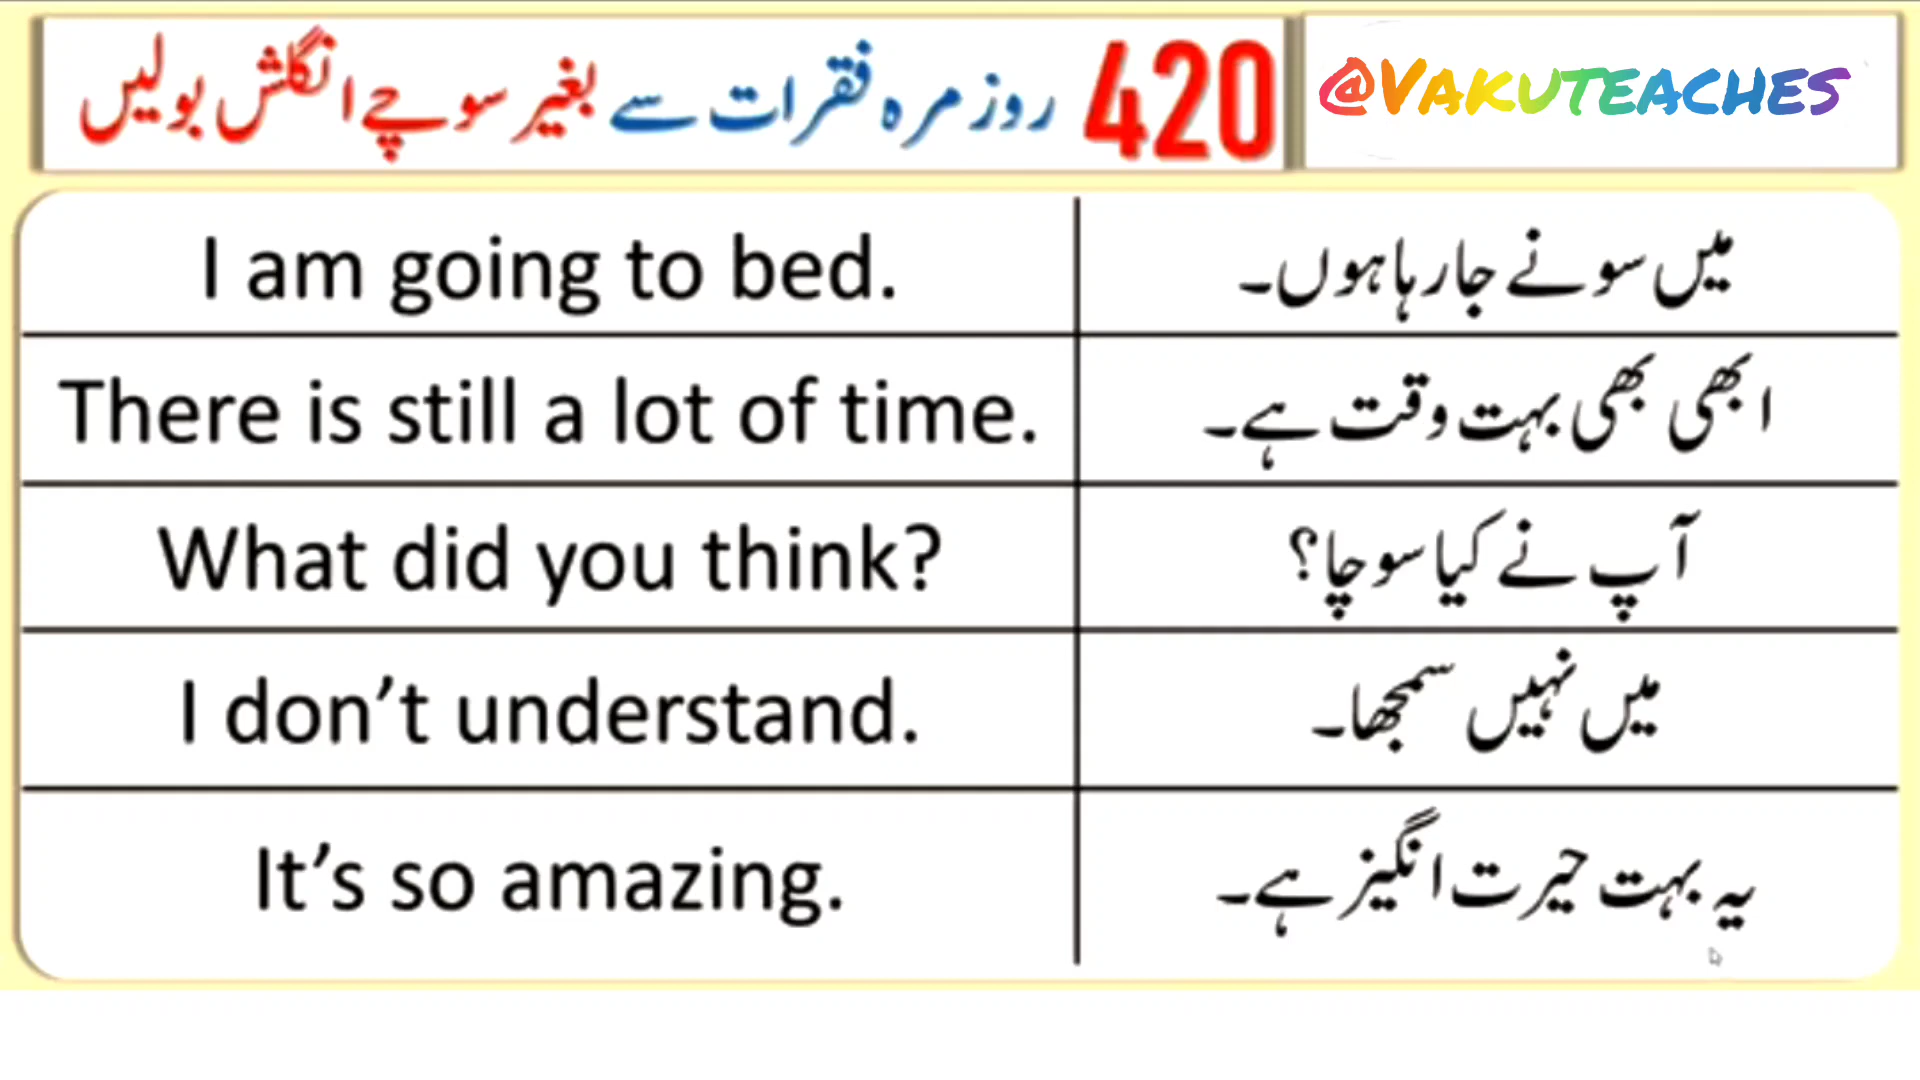 420 روزمرہ فقرات سے بغیر سوچے انگلش بولیں
@VAKUTEACHES
I am going to bed.
میں سونے جا رہا ہوں۔
There is still a lot of time.
ابھی بھی بہت وقت ہے۔
What did you think?
آپ نے کیا سوچا؟
I don’t understand.
میں نہیں سمجھا۔
It’s so amazing.
یہ بہت حیرت انگیز ہے۔